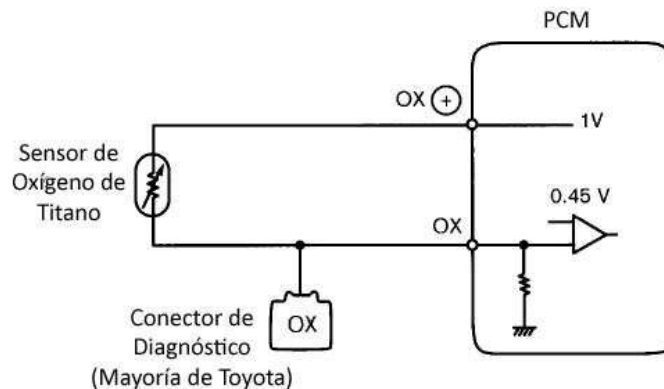 PCM
OX +
1V
Sensor de
Oxígeno de
Titano
0.45 V
OX
OX
Conector de
Diagnóstico
(Mayoría de Toyota)